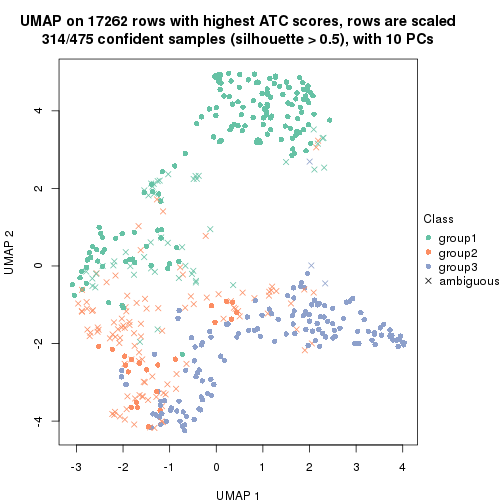 UMAP on 17262 rows with highest ATC scores, rows are scaled
314/475 confident samples (silhouette > 0.5), with 10 PCs
4
2
0
-2
-4
UMAP 2
-3 -2 -1 0 1 2 3 4
UMAP 1
Class
group1
group2
group3
ambiguous